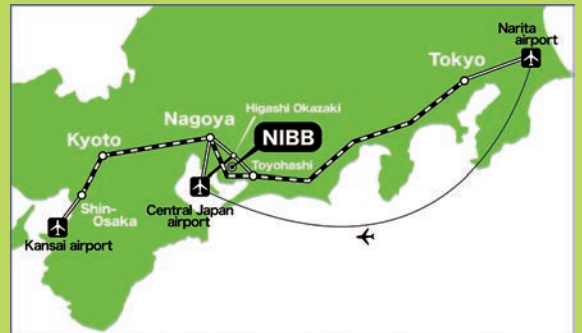 Narita
airport
Tokyo
Higashi Okazaki
Nagoya
NIBB
Kyoto
Toyohashi
Shin-
Osaka
Central Japan
airport
Kansai airport